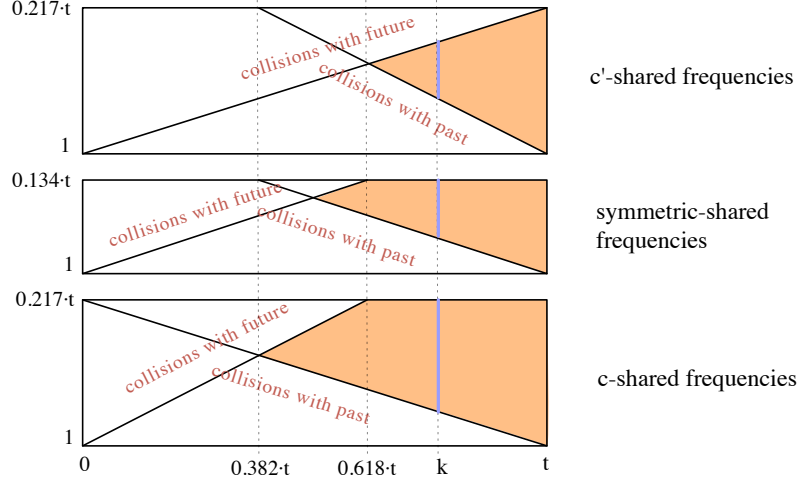 0.217·t
collisions with future
collisions with past
c'-shared frequencies
1
0.134·t
collisions with future
collisions with past
symmetric-shared
frequencies
1
0.217·t
collisions with future
collisions with past
c-shared frequencies
1
0 0.382·t 0.618·t k t